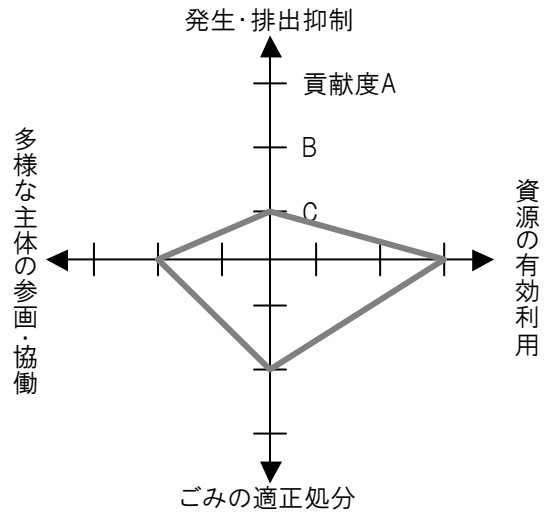 発生・排出抑制
貢献度A
B
C
多様な主体の参画・協働
資源の有効利用
ごみの適正処分